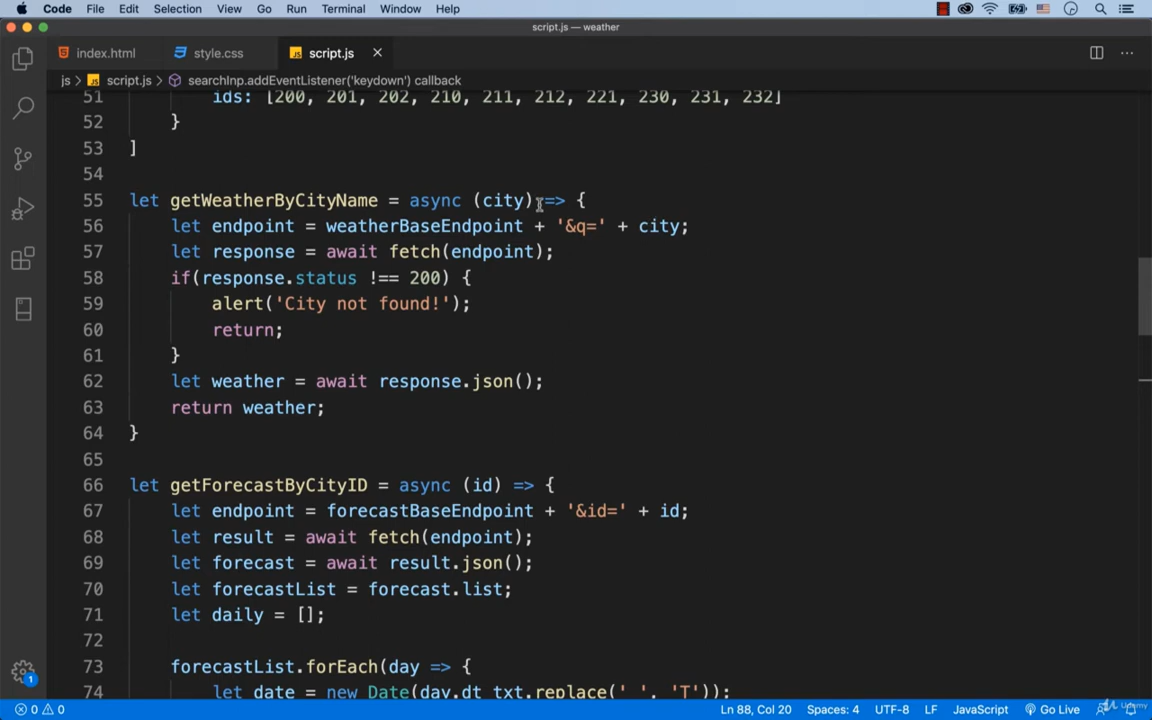 Code File Edit Selection View Go Run Terminal Window Help
script.js — weather
index.html style.css script.js
js > script.js > searchInp.addEventListener('keydown') callback
51 ids: [200, 201, 202, 210, 211, 212, 221, 230, 231, 232]
52 }
53 ]
54
55 let getWeatherByCityName = async (city) => {
56 let endpoint = weatherBaseEndpoint + '&q=' + city;
57 let response = await fetch(endpoint);
58 if(response.status !== 200) {
59 alert('City not found!');
60 return;
61 }
62 let weather = await response.json();
63 return weather;
64 }
65
66 let getForecastByCityID = async (id) => {
67 let endpoint = forecastBaseEndpoint + '&id=' + id;
68 let result = await fetch(endpoint);
69 let forecast = await result.json();
70 let forecastList = forecast.list;
71 let daily = [];
72
73 forecastList.forEach(day => {
74 let date = new Date(day.dt_txt.replace(' ', 'T'));
1
0 0 Ln 88, Col 20 Spaces: 4 UTF-8 LF JavaScript Go Live
Udemy